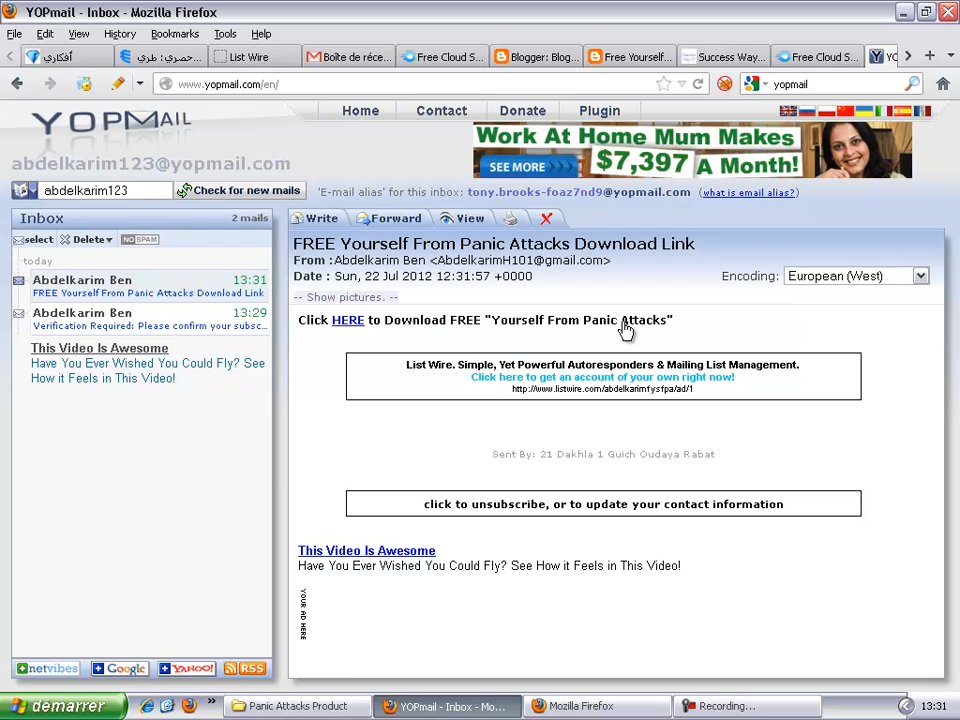 YOPmail - Inbox - Mozilla Firefox
File Edit View History Bookmarks Tools Help
أفكاري
حصري: طري...
List Wire
Boîte de réce...
Free Cloud S...
Blogger: Blog...
Free Yourself...
Success Way...
Free Cloud S...
YO
www.yopmail.com/en/
yopmail
Home Contact Donate Plugin
YOPMAIL
abdelkarim123@yopmail.com
Work At Home Mum Makes
SEE MORE >>> $7,397 A Month!
abdelkarim123 Check for new mails
'E-mail alias' for this inbox: tony.brooks-foaz7nd9@yopmail.com (what is email alias?)
Inbox 2 mails
select Delete NO SPAM
today
Abdelkarim Ben 13:31
FREE Yourself From Panic Attacks Download Link
Abdelkarim Ben 13:29
Verification Required: Please confirm your subsc...
This Video Is Awesome
Have You Ever Wished You Could Fly? See
How it Feels in This Video!
Write Forward View
FREE Yourself From Panic Attacks Download Link
From : Abdelkarim Ben <AbdelkarimH101@gmail.com>
Date : Sun, 22 Jul 2012 12:31:57 +0000
Encoding: European (West)
-- Show pictures. --
Click HERE to Download FREE "Yourself From Panic Attacks"
List Wire. Simple, Yet Powerful Autoresponders & Mailing List Management.
Click here to get an account of your own right now!
http://www.listwire.com/abdelkarimfysfpa/ad/1
Sent By: 21 Dakhla 1 Guich Oudaya Rabat
click to unsubscribe, or to update your contact information
This Video Is Awesome
Have You Ever Wished You Could Fly? See How it Feels in This Video!
YOUR AD HERE
netvibes Google YAHOO! RSS
démarrer
Panic Attacks Product
YOPmail - Inbox - Mo...
Mozilla Firefox
Recording...
13:31